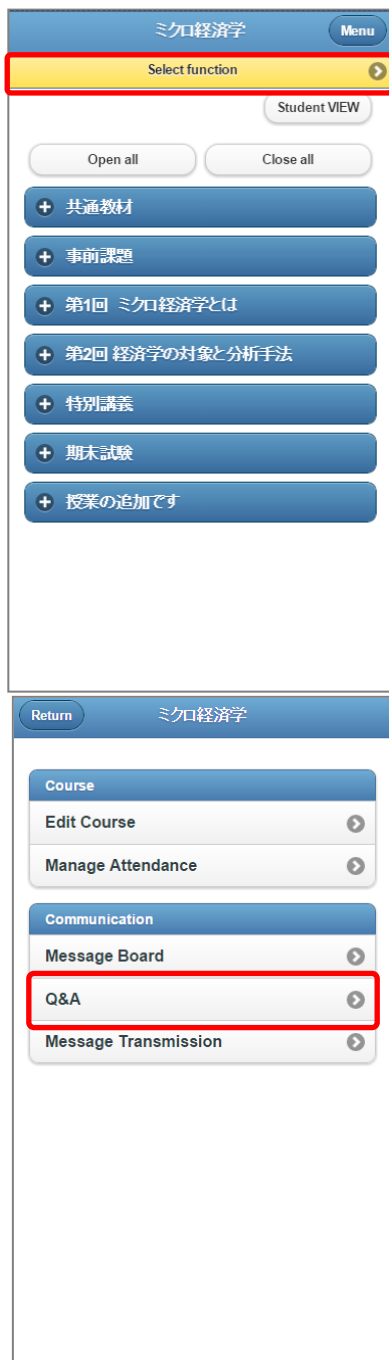 ミクロ経済学
Menu
Select function
Student VIEW
Open all
Close all
共通教材
事前課題
第1回 ミクロ経済学とは
第2回 経済学の対象と分析手法
特別講義
期末試験
授業の追加です
Return
ミクロ経済学
Course
Edit Course
Manage Attendance
Communication
Message Board
Q&A
Message Transmission